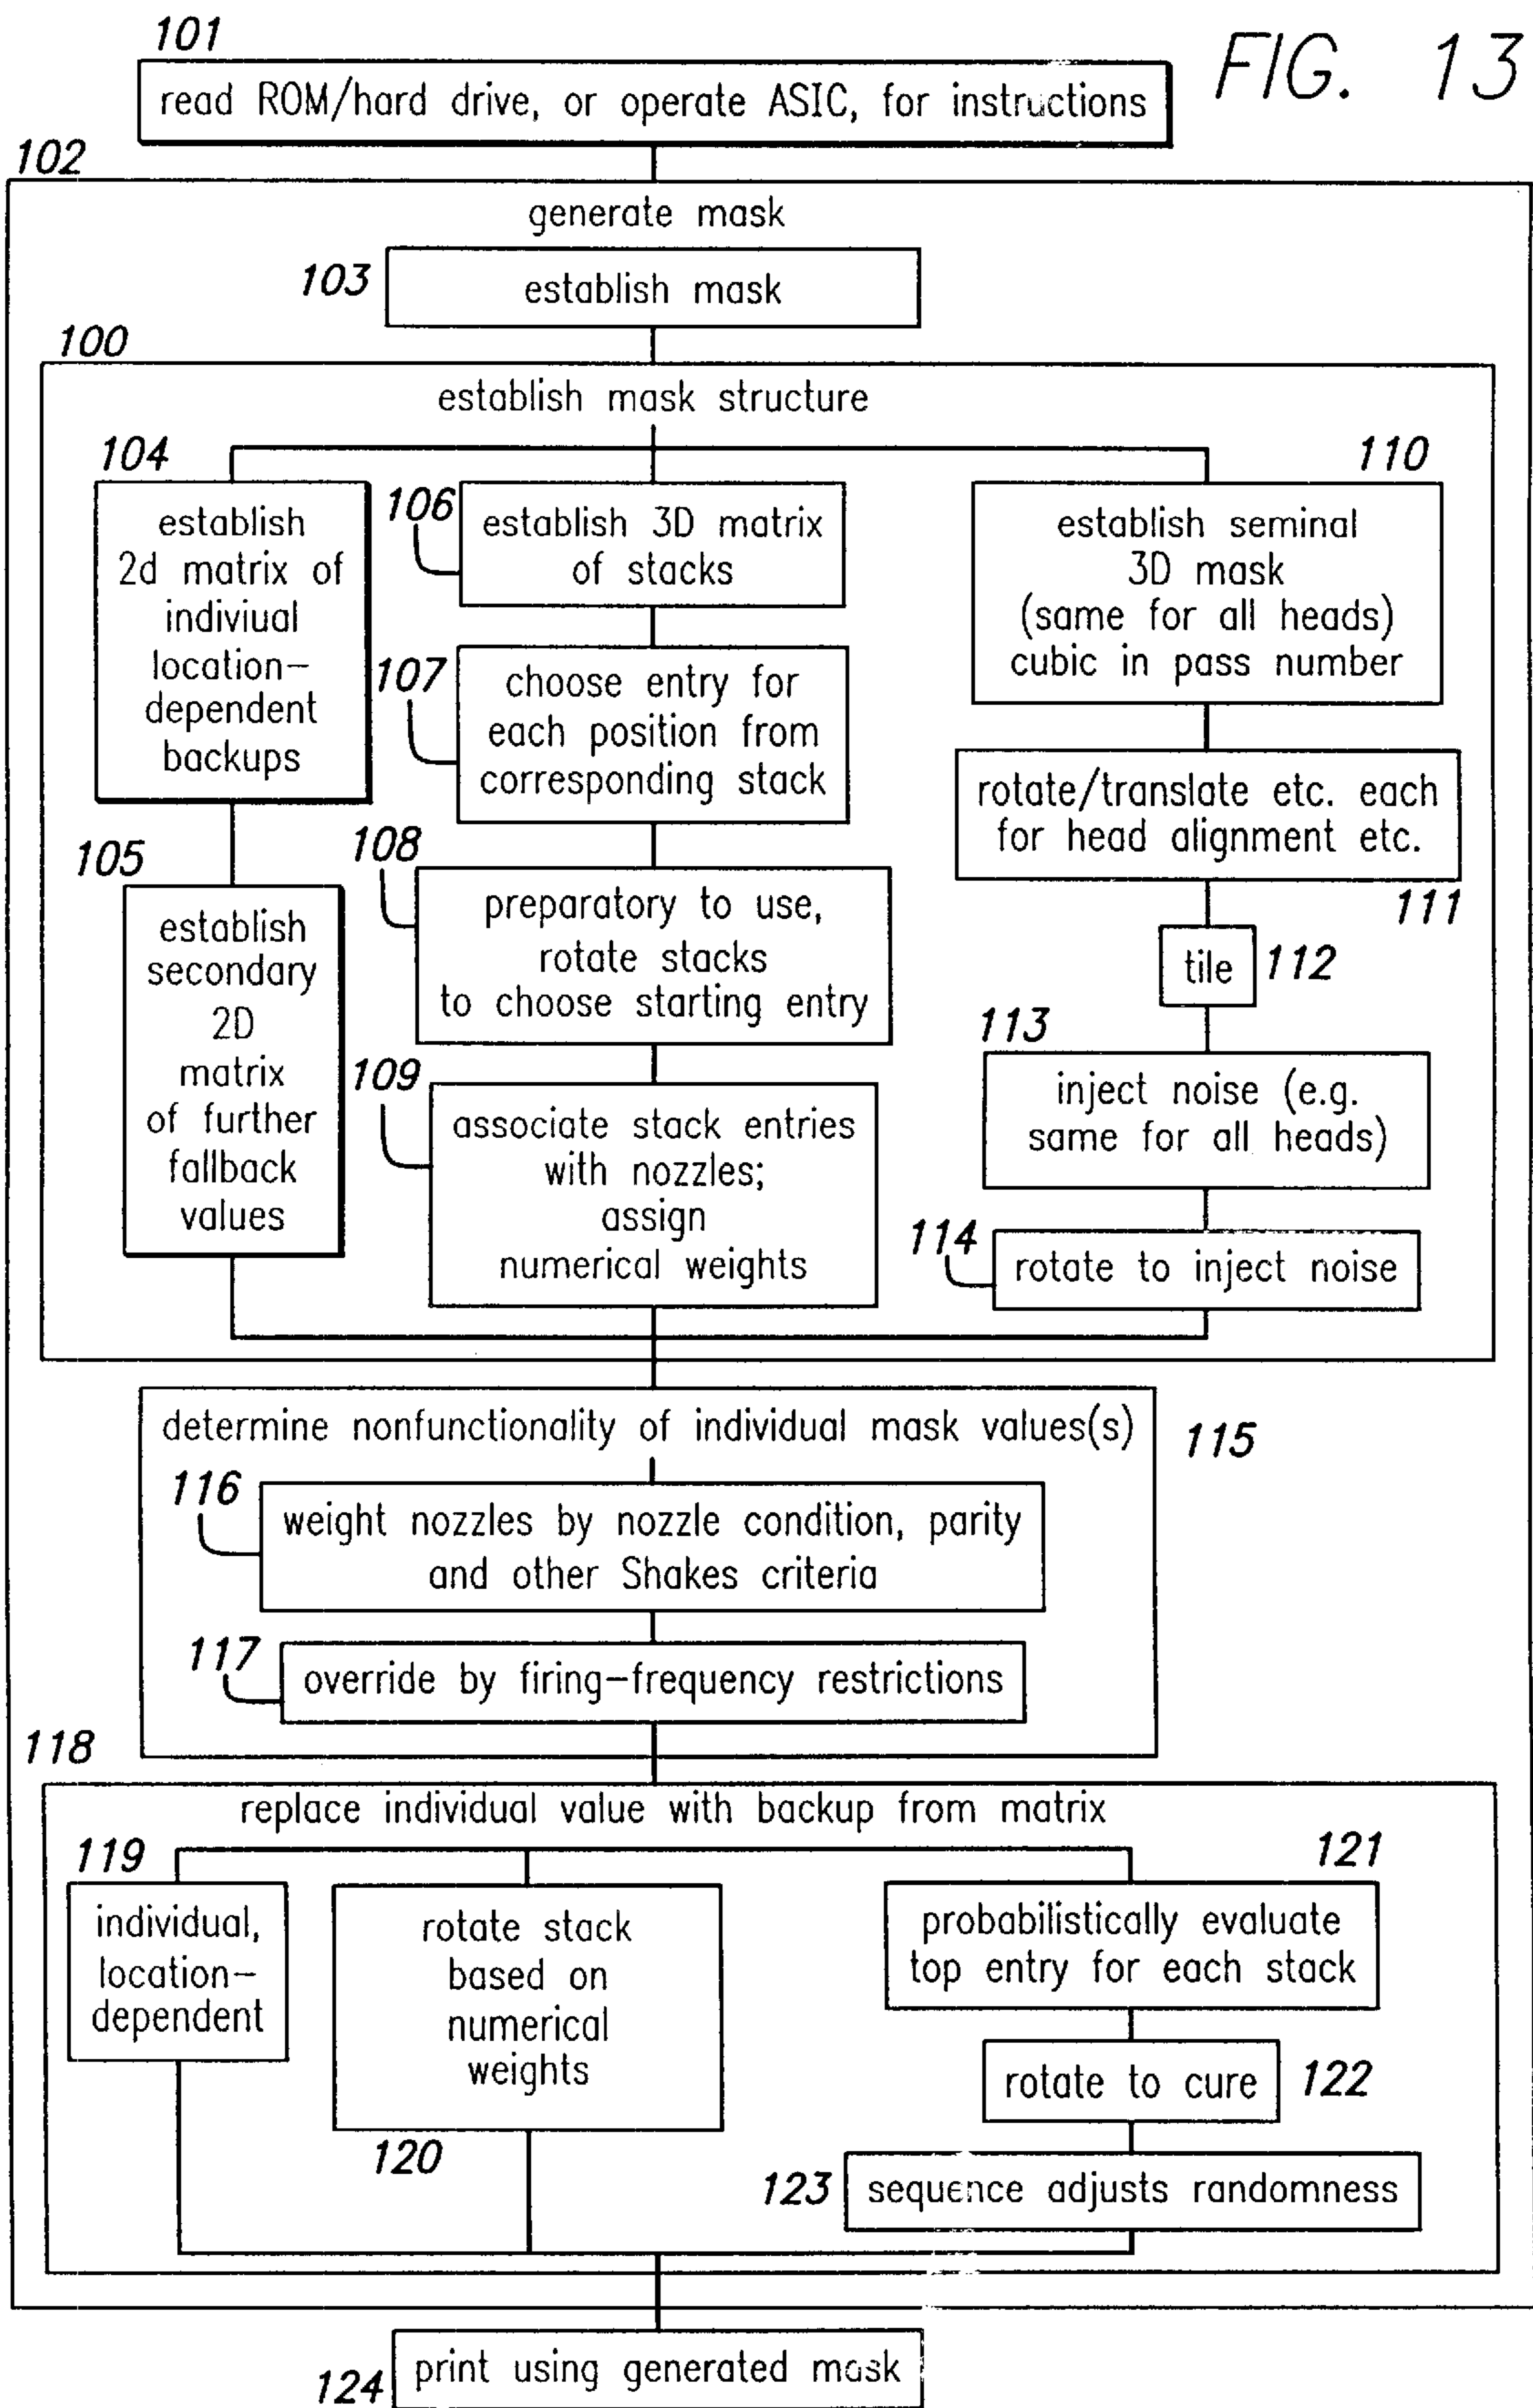 FIG. 13
101
read ROM/hard drive, or operate ASIC, for instructions
102
generate mask
103
establish mask
100
establish mask structure
104
establish
2d matrix of
indiviual
location-
dependent
backups
105
establish
secondary
2D
matrix
of further
fallback
values
106
establish 3D matrix
of stacks
107
choose entry for
each position from
corresponding stack
108
preparatory to use,
rotate stacks
to choose starting entry
109
associate stack entries
with nozzles;
assign
numerical weights
110
establish seminal
3D mask
(same for all heads)
cubic in pass number
rotate/translate etc. each
for head alignment etc.
111
tile
112
113
inject noise (e.g.
same for all heads)
114
rotate to inject noise
determine nonfunctionality of individual mask values(s)
115
116
weight nozzles by nozzle condition, parity
and other Shakes criteria
117
override by firing-frequency restrictions
118
replace individual value with backup from matrix
119
individual,
location-
dependent
rotate stack
based on
numerical
weights
120
121
probabilistically evaluate
top entry for each stack
rotate to cure
122
123
sequence adjusts randomness
124
print using generated mask